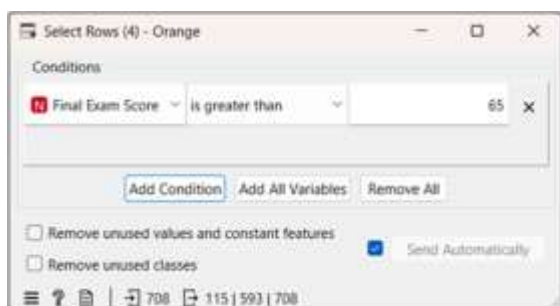 Select Rows (4) - Orange
Conditions
N Final Exam Score is greater than 65
Add Condition Add All Variables Remove All
Remove unused values and constant features
Send Automatically
Remove unused classes
? 708 115 | 593 | 708